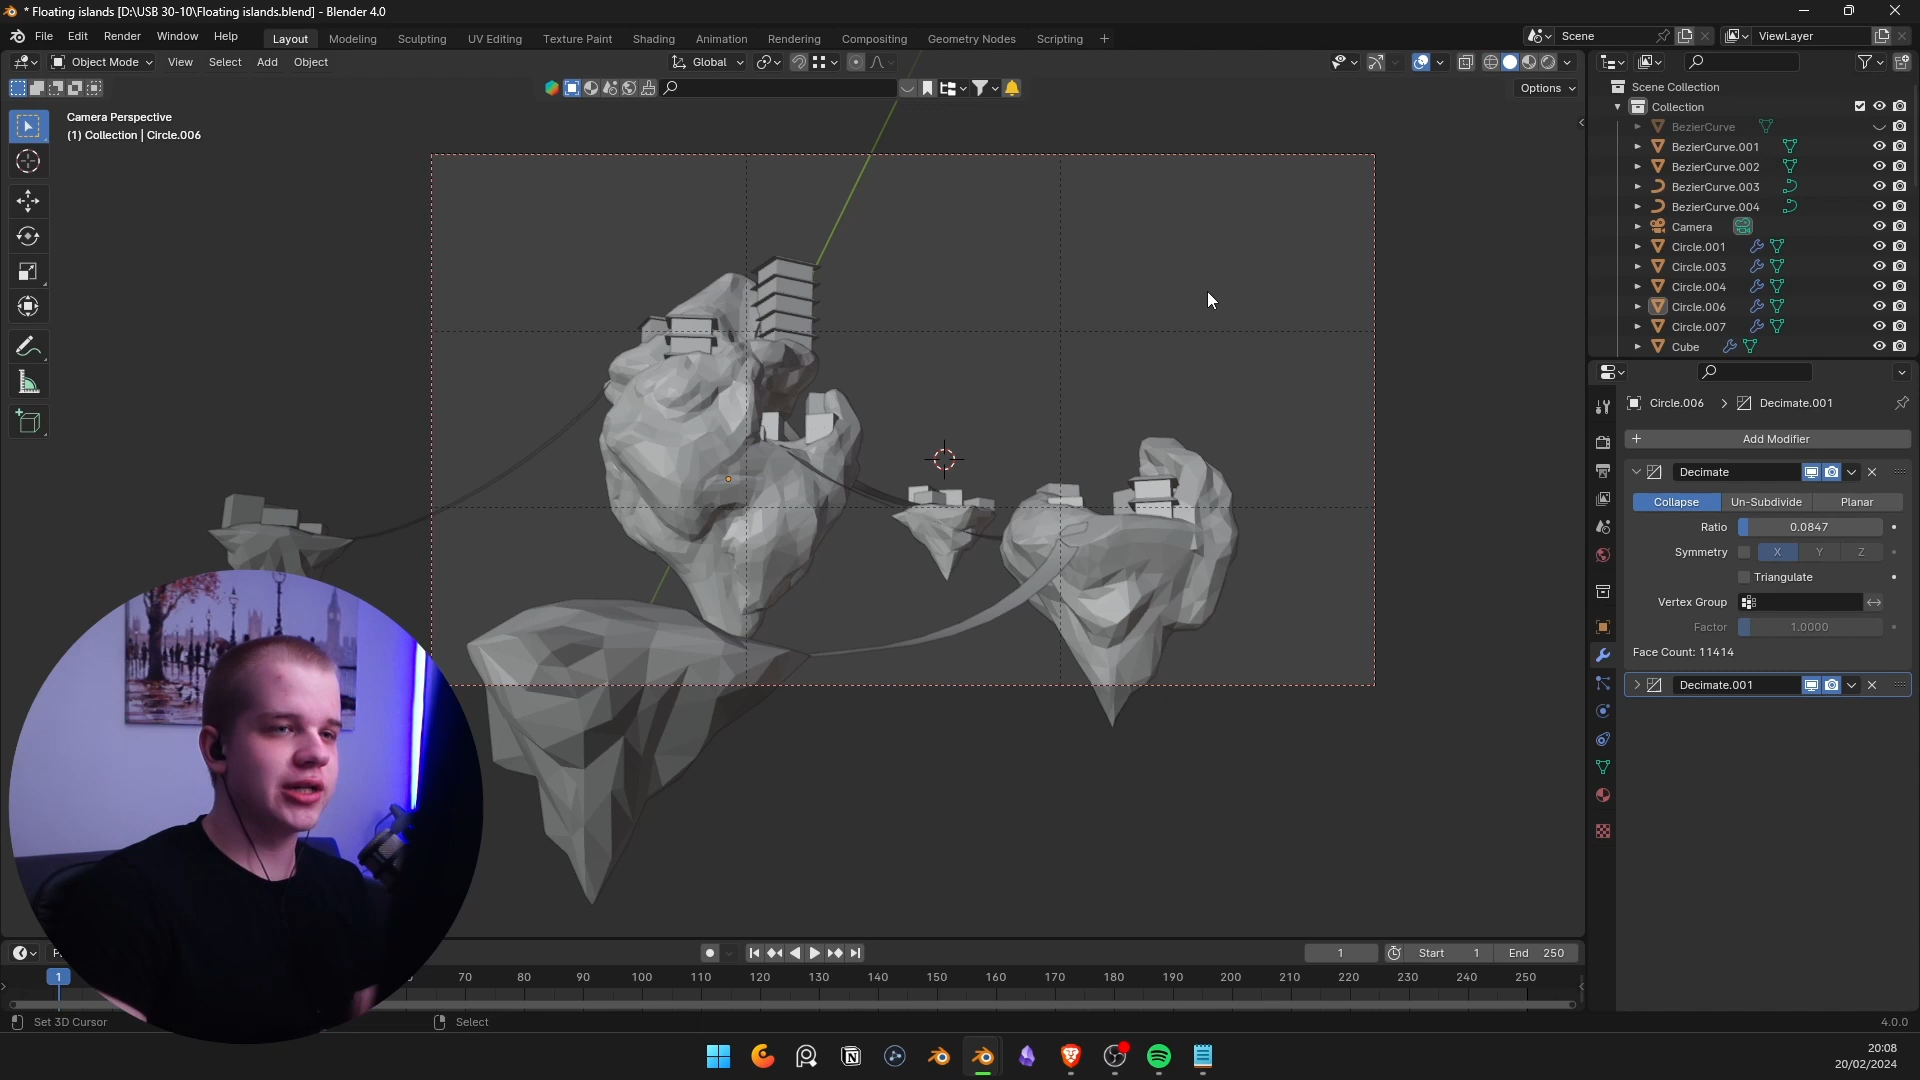 * Floating islands [D:\USB 30-10\Floating islands.blend] - Blender 4.0
File Edit Render Window Help
Layout Modeling Sculpting UV Editing Texture Paint Shading Animation Rendering Compositing Geometry Nodes Scripting +
Scene ViewLayer
Object Mode View Select Add Object
Global
Options
Camera Perspective
(1) Collection | Circle.006
Scene Collection
Collection
BezierCurve
BezierCurve.001
BezierCurve.002
BezierCurve.003
BezierCurve.004
Camera
Circle.001
Circle.003
Circle.004
Circle.006
Circle.007
Cube
Circle.006 > Decimate.001
+ Add Modifier
Decimate
Collapse Un-Subdivide Planar
Ratio 0.0847
Symmetry X Y Z
Triangulate
Vertex Group
Factor 1.0000
Face Count: 11414
Decimate.001
1 Start 1 End 250
1 70 80 90 100 110 120 130 140 150 160 170 180 190 200 210 220 230 240 250
Set 3D Cursor Select
4.0.0
20:08
20/02/2024